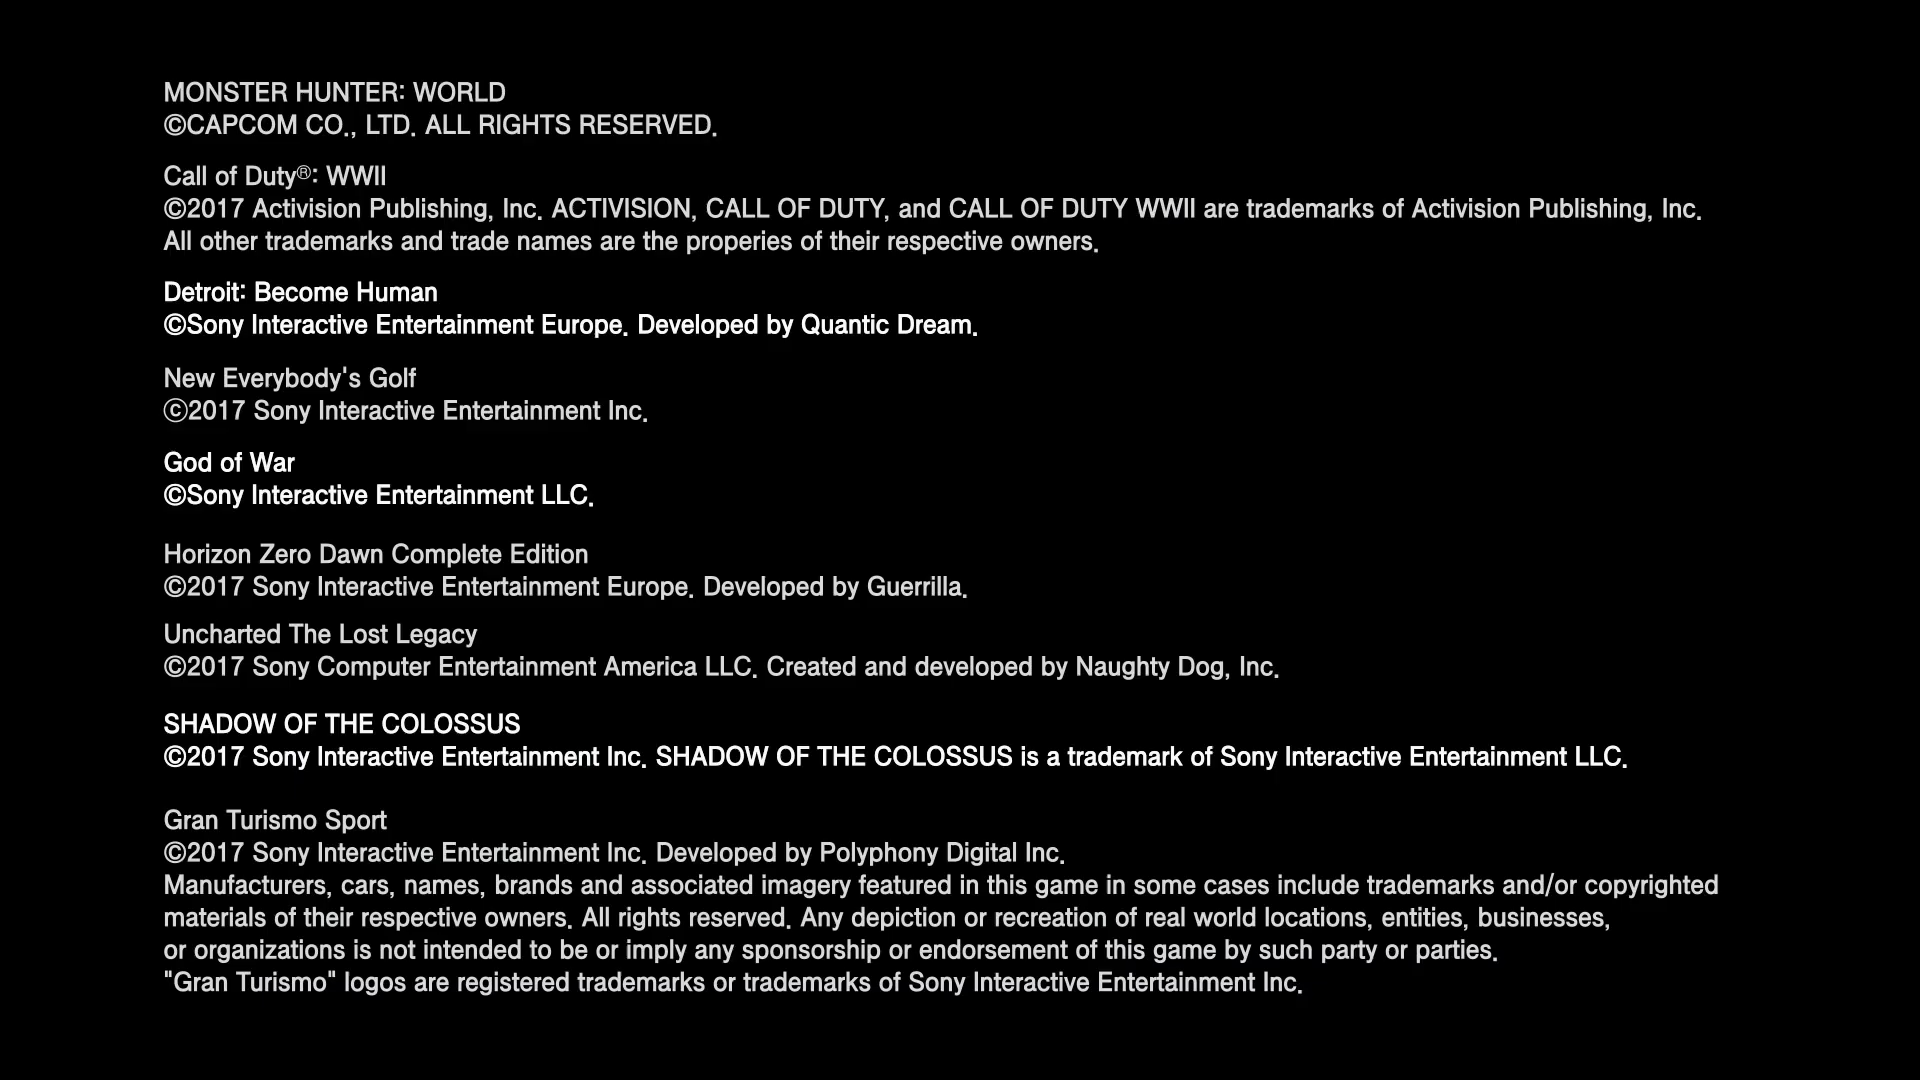 MONSTER HUNTER: WORLD
©CAPCOM CO., LTD. ALL RIGHTS RESERVED.
Call of Duty®: WWII
©2017 Activision Publishing, Inc. ACTIVISION, CALL OF DUTY, and CALL OF DUTY WWII are trademarks of Activision Publishing, Inc.
All other trademarks and trade names are the properies of their respective owners.
Detroit: Become Human
©Sony Interactive Entertainment Europe. Developed by Quantic Dream.
New Everybody's Golf
ⓒ2017 Sony Interactive Entertainment Inc.
God of War
©Sony Interactive Entertainment LLC.
Horizon Zero Dawn Complete Edition
©2017 Sony Interactive Entertainment Europe. Developed by Guerrilla.
Uncharted The Lost Legacy
©2017 Sony Computer Entertainment America LLC. Created and developed by Naughty Dog, Inc.
SHADOW OF THE COLOSSUS
©2017 Sony Interactive Entertainment Inc. SHADOW OF THE COLOSSUS is a trademark of Sony Interactive Entertainment LLC.
Gran Turismo Sport
©2017 Sony Interactive Entertainment Inc. Developed by Polyphony Digital Inc.
Manufacturers, cars, names, brands and associated imagery featured in this game in some cases include trademarks and/or copyrighted
materials of their respective owners. All rights reserved. Any depiction or recreation of real world locations, entities, businesses,
or organizations is not intended to be or imply any sponsorship or endorsement of this game by such party or parties.
"Gran Turismo" logos are registered trademarks or trademarks of Sony Interactive Entertainment Inc.